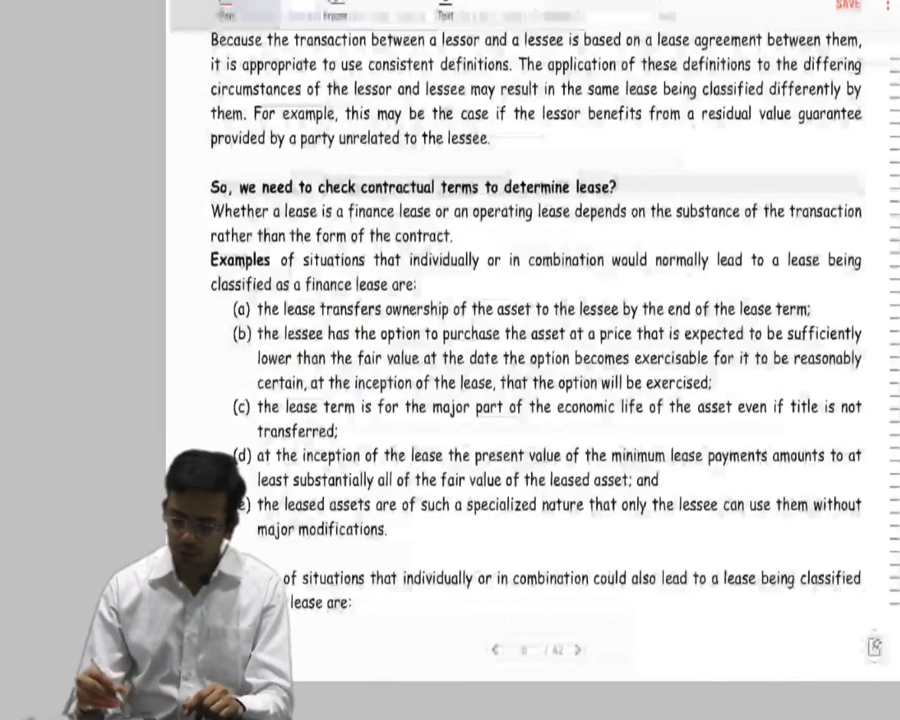 Pen
Text
SAVE
Because the transaction between a lessor and a lessee is based on a lease agreement between them,
it is appropriate to use consistent definitions. The application of these definitions to the differing
circumstances of the lessor and lessee may result in the same lease being classified differently by
them. For example, this may be the case if the lessor benefits from a residual value guarantee
provided by a party unrelated to the lessee.
So, we need to check contractual terms to determine lease?
Whether a lease is a finance lease or an operating lease depends on the substance of the transaction
rather than the form of the contract.
Examples of situations that individually or in combination would normally lead to a lease being
classified as a finance lease are:
(a) the lease transfers ownership of the asset to the lessee by the end of the lease term;
(b) the lessee has the option to purchase the asset at a price that is expected to be sufficiently
lower than the fair value at the date the option becomes exercisable for it to be reasonably
certain, at the inception of the lease, that the option will be exercised;
(c) the lease term is for the major part of the economic life of the asset even if title is not
transferred;
(d) at the inception of the lease the present value of the minimum lease payments amounts to at
least substantially all of the fair value of the leased asset; and
e) the leased assets are of such a specialized nature that only the lessee can use them without
major modifications.
of situations that individually or in combination could also lead to a lease being classified
lease are:
/ 42